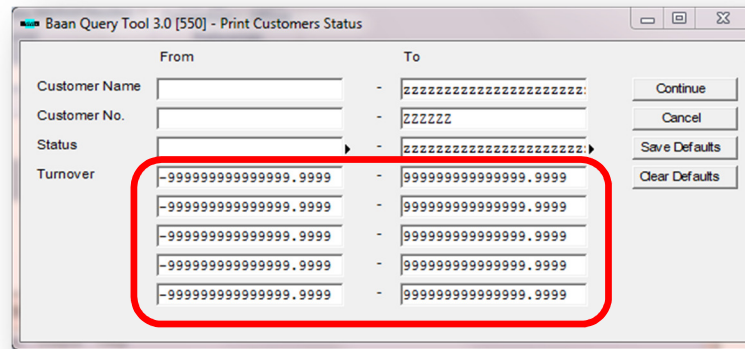 Baan Query Tool 3.0 [550] - Print Customers Status
From To
Customer Name - zzzzzzzzzzzzzzzzzzzzzzz Continue
Customer No. - ZZZZZZ Cancel
Status - zzzzzzzzzzzzzzzzzzzzzzz Save Defaults
Turnover -999999999999999.9999 - 999999999999999.9999 Clear Defaults
-999999999999999.9999 - 999999999999999.9999
-999999999999999.9999 - 999999999999999.9999
-999999999999999.9999 - 999999999999999.9999
-999999999999999.9999 - 999999999999999.9999